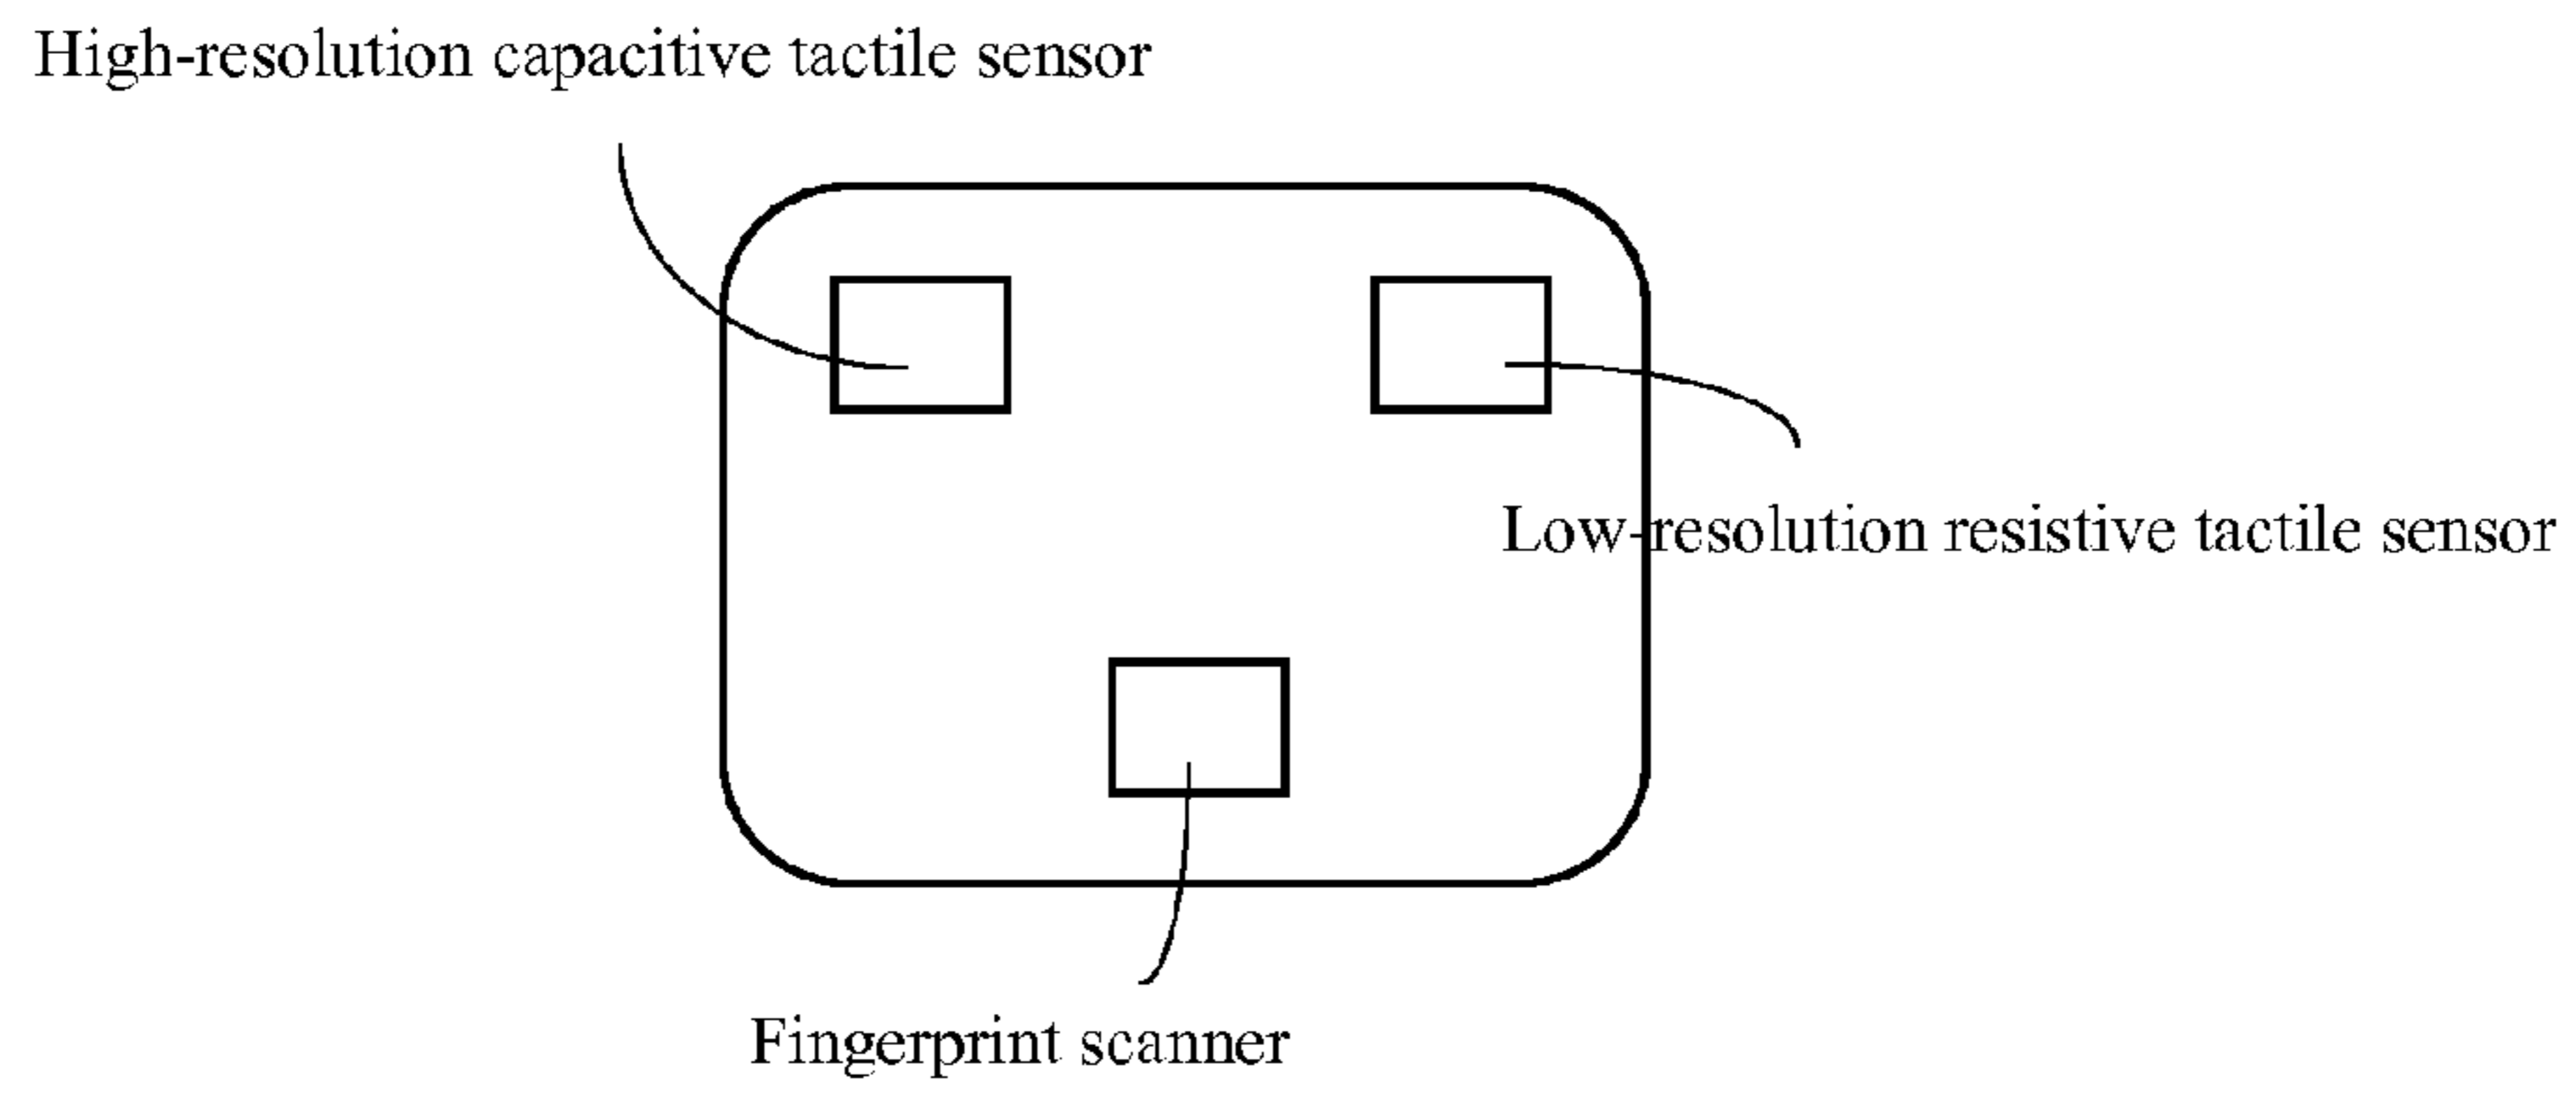 High-resolution capacitive tactile sensor
Low-resolution resistive tactile sensor
Fingerprint scanner